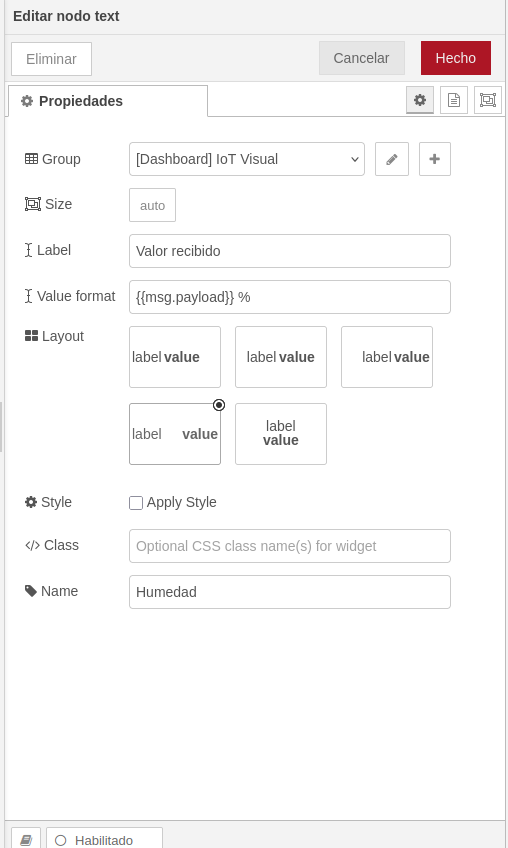 Editar nodo text
Eliminar
Cancelar
Hecho
Propiedades
Group
[Dashboard] IoT Visual
Size
auto
Label
Valor recibido
Value format
{{msg.payload}} %
Layout
label value
label value
label value
label value
label
value
Style
Apply Style
Class
Optional CSS class name(s) for widget
Name
Humedad
Habilitado